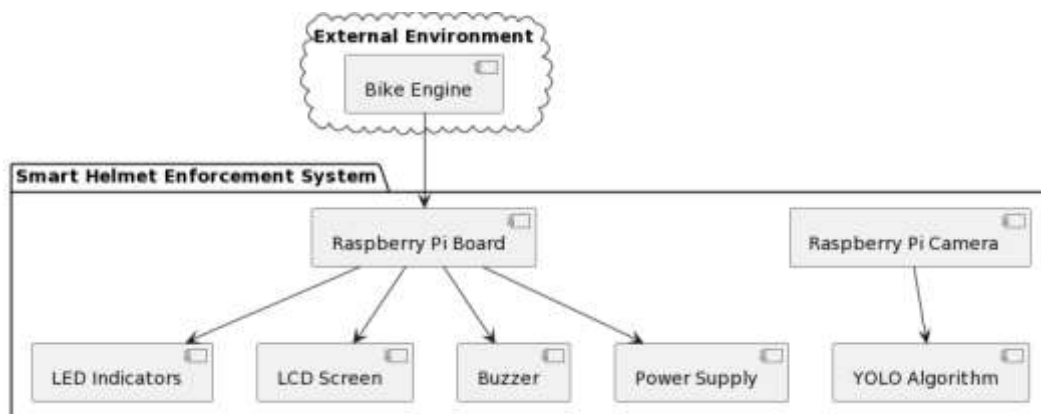 External Environment
Bike Engine
Smart Helmet Enforcement System
Raspberry Pi Board
Raspberry Pi Camera
LED Indicators
LCD Screen
Buzzer
Power Supply
YOLO Algorithm